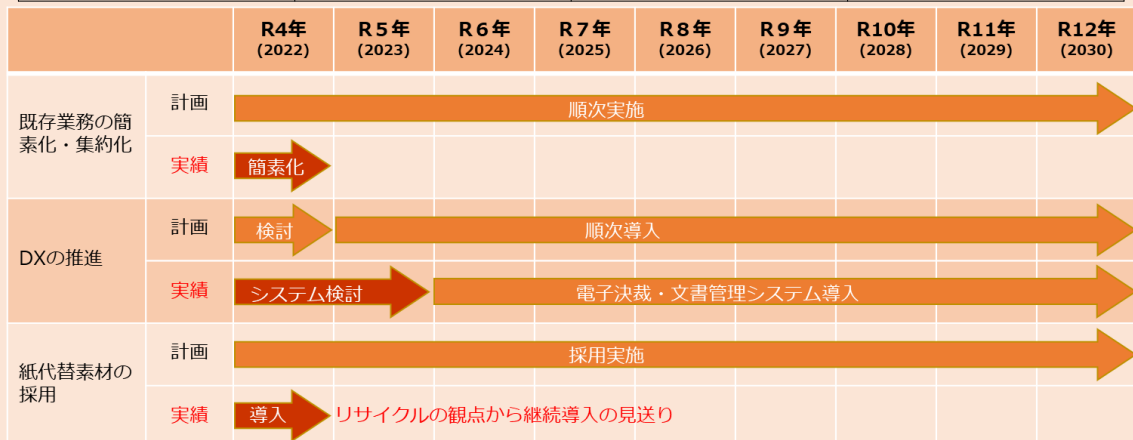 R4年 R５年 R６年 R７年 R８年 R９年 R10年 R11年 R12年
(2022) (2023) (2024) (2025) (2026) (2027) (2028) (2029) (2030)
既存業務の簡
素化・集約化
計画
順次実施
実績
簡素化
DXの推進
計画
検討
順次導入
実績
システム検討
電子決裁・文書管理システム導入
紙代替素材の
採用
計画
採用実施
実績
導入
リサイクルの観点から継続導入の見送り